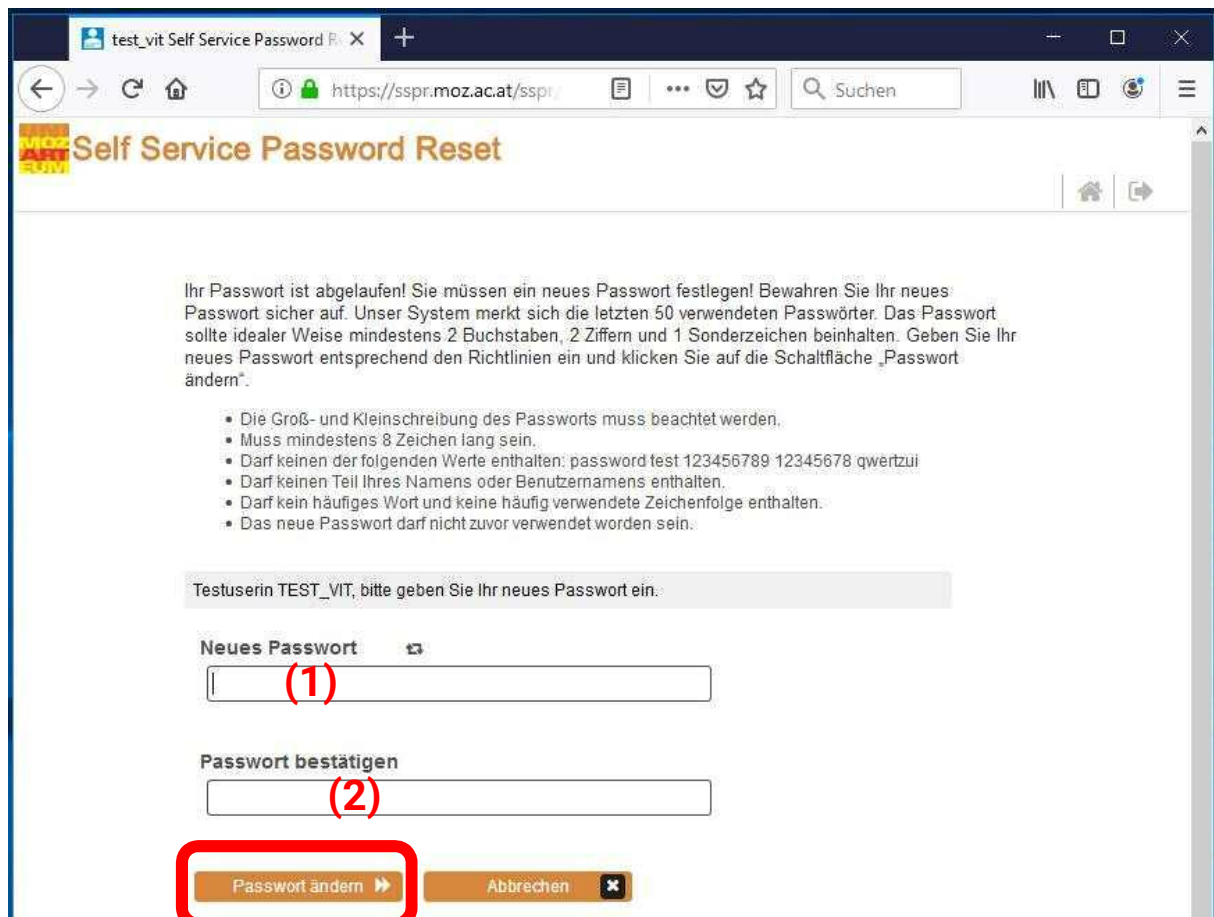 test_vit Self Service Password R
https://sspr.moz.ac.at/sspr/
Suchen
UNI
MOZ
ART
EUM
Self Service Password Reset
Ihr Passwort ist abgelaufen! Sie müssen ein neues Passwort festlegen! Bewahren Sie Ihr neues
Passwort sicher auf. Unser System merkt sich die letzten 50 verwendeten Passwörter. Das Passwort
sollte idealer Weise mindestens 2 Buchstaben, 2 Ziffern und 1 Sonderzeichen beinhalten. Geben Sie Ihr
neues Passwort entsprechend den Richtlinien ein und klicken Sie auf die Schaltfläche „Passwort
ändern“.
• Die Groß- und Kleinschreibung des Passworts muss beachtet werden.
• Muss mindestens 8 Zeichen lang sein.
• Darf keinen der folgenden Werte enthalten: password test 123456789 12345678 qwertzui
• Darf keinen Teil Ihres Namens oder Benutzernamens enthalten.
• Darf kein häufiges Wort und keine häufig verwendete Zeichenfolge enthalten.
• Das neue Passwort darf nicht zuvor verwendet worden sein.
Testuserin TEST_VIT, bitte geben Sie Ihr neues Passwort ein.
Neues Passwort
(1)
Passwort bestätigen
(2)
Passwort ändern
Abbrechen